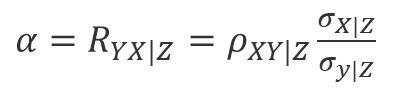 α = R_{YX|Z} = ρ_{XY|Z} σ_{X|Z} / σ_{y|Z}